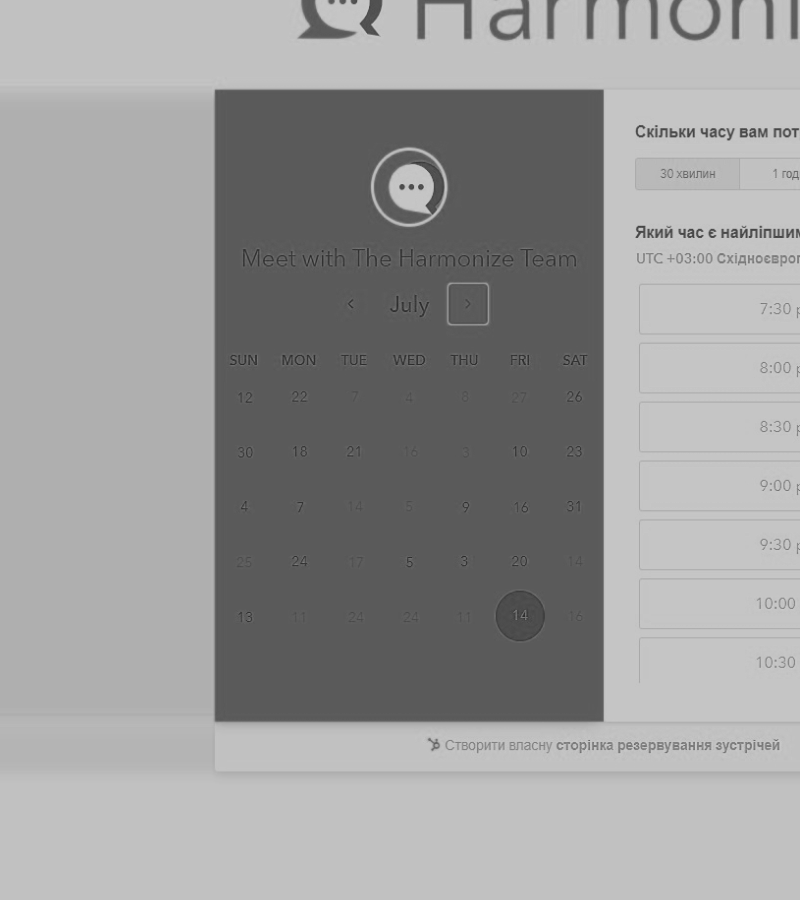 Harmoni
Meet with The Harmonize Team
July
SUN MON TUE WED THU FRI SAT
12 22 7 4 8 27 26
30 18 21 16 3 10 23
4 7 14 5 9 16 31
25 24 17 5 3 20 14
13 11 24 24 11 14 16
Скільки часу вам пот
30 хвилин 1 год
Який час є найліпшим
UTC +03:00 Східноєвроп
7:30 p
8:00 p
8:30 p
9:00 p
9:30 p
10:00
10:30
Створити власну сторінка резервування зустрічей